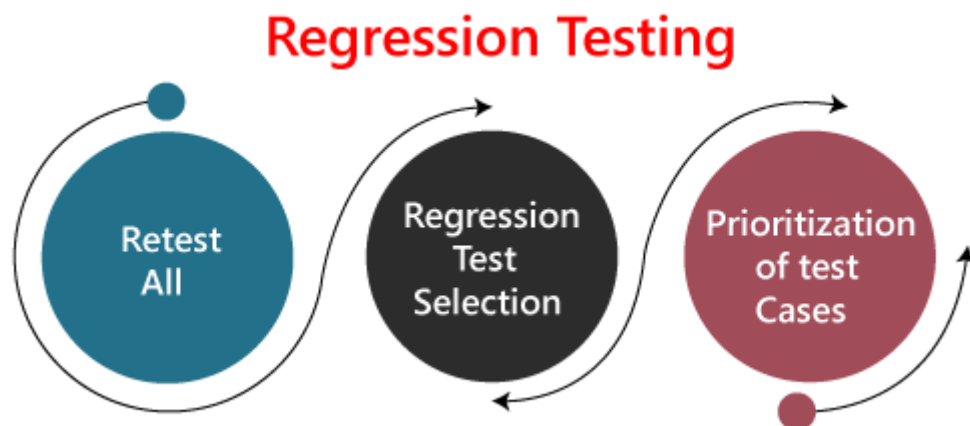 Regression Testing
Retest
All
Regression
Test
Selection
Prioritization
of test
Cases